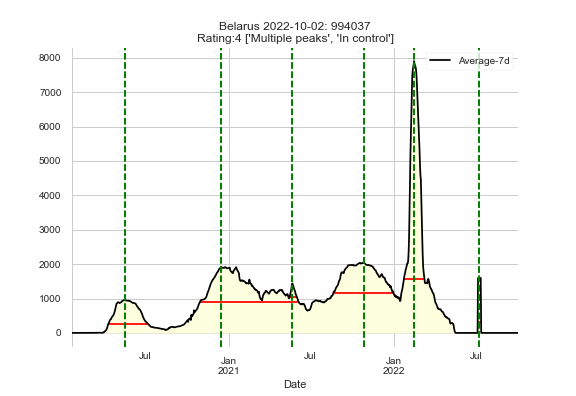 Belarus 2022-10-02: 994037
Rating:4 ['Multiple peaks', 'In control']
Average-7d
8000
7000
6000
5000
4000
3000
2000
1000
0
Jul
Jan
2021
Jul
Jan
2022
Jul
Date